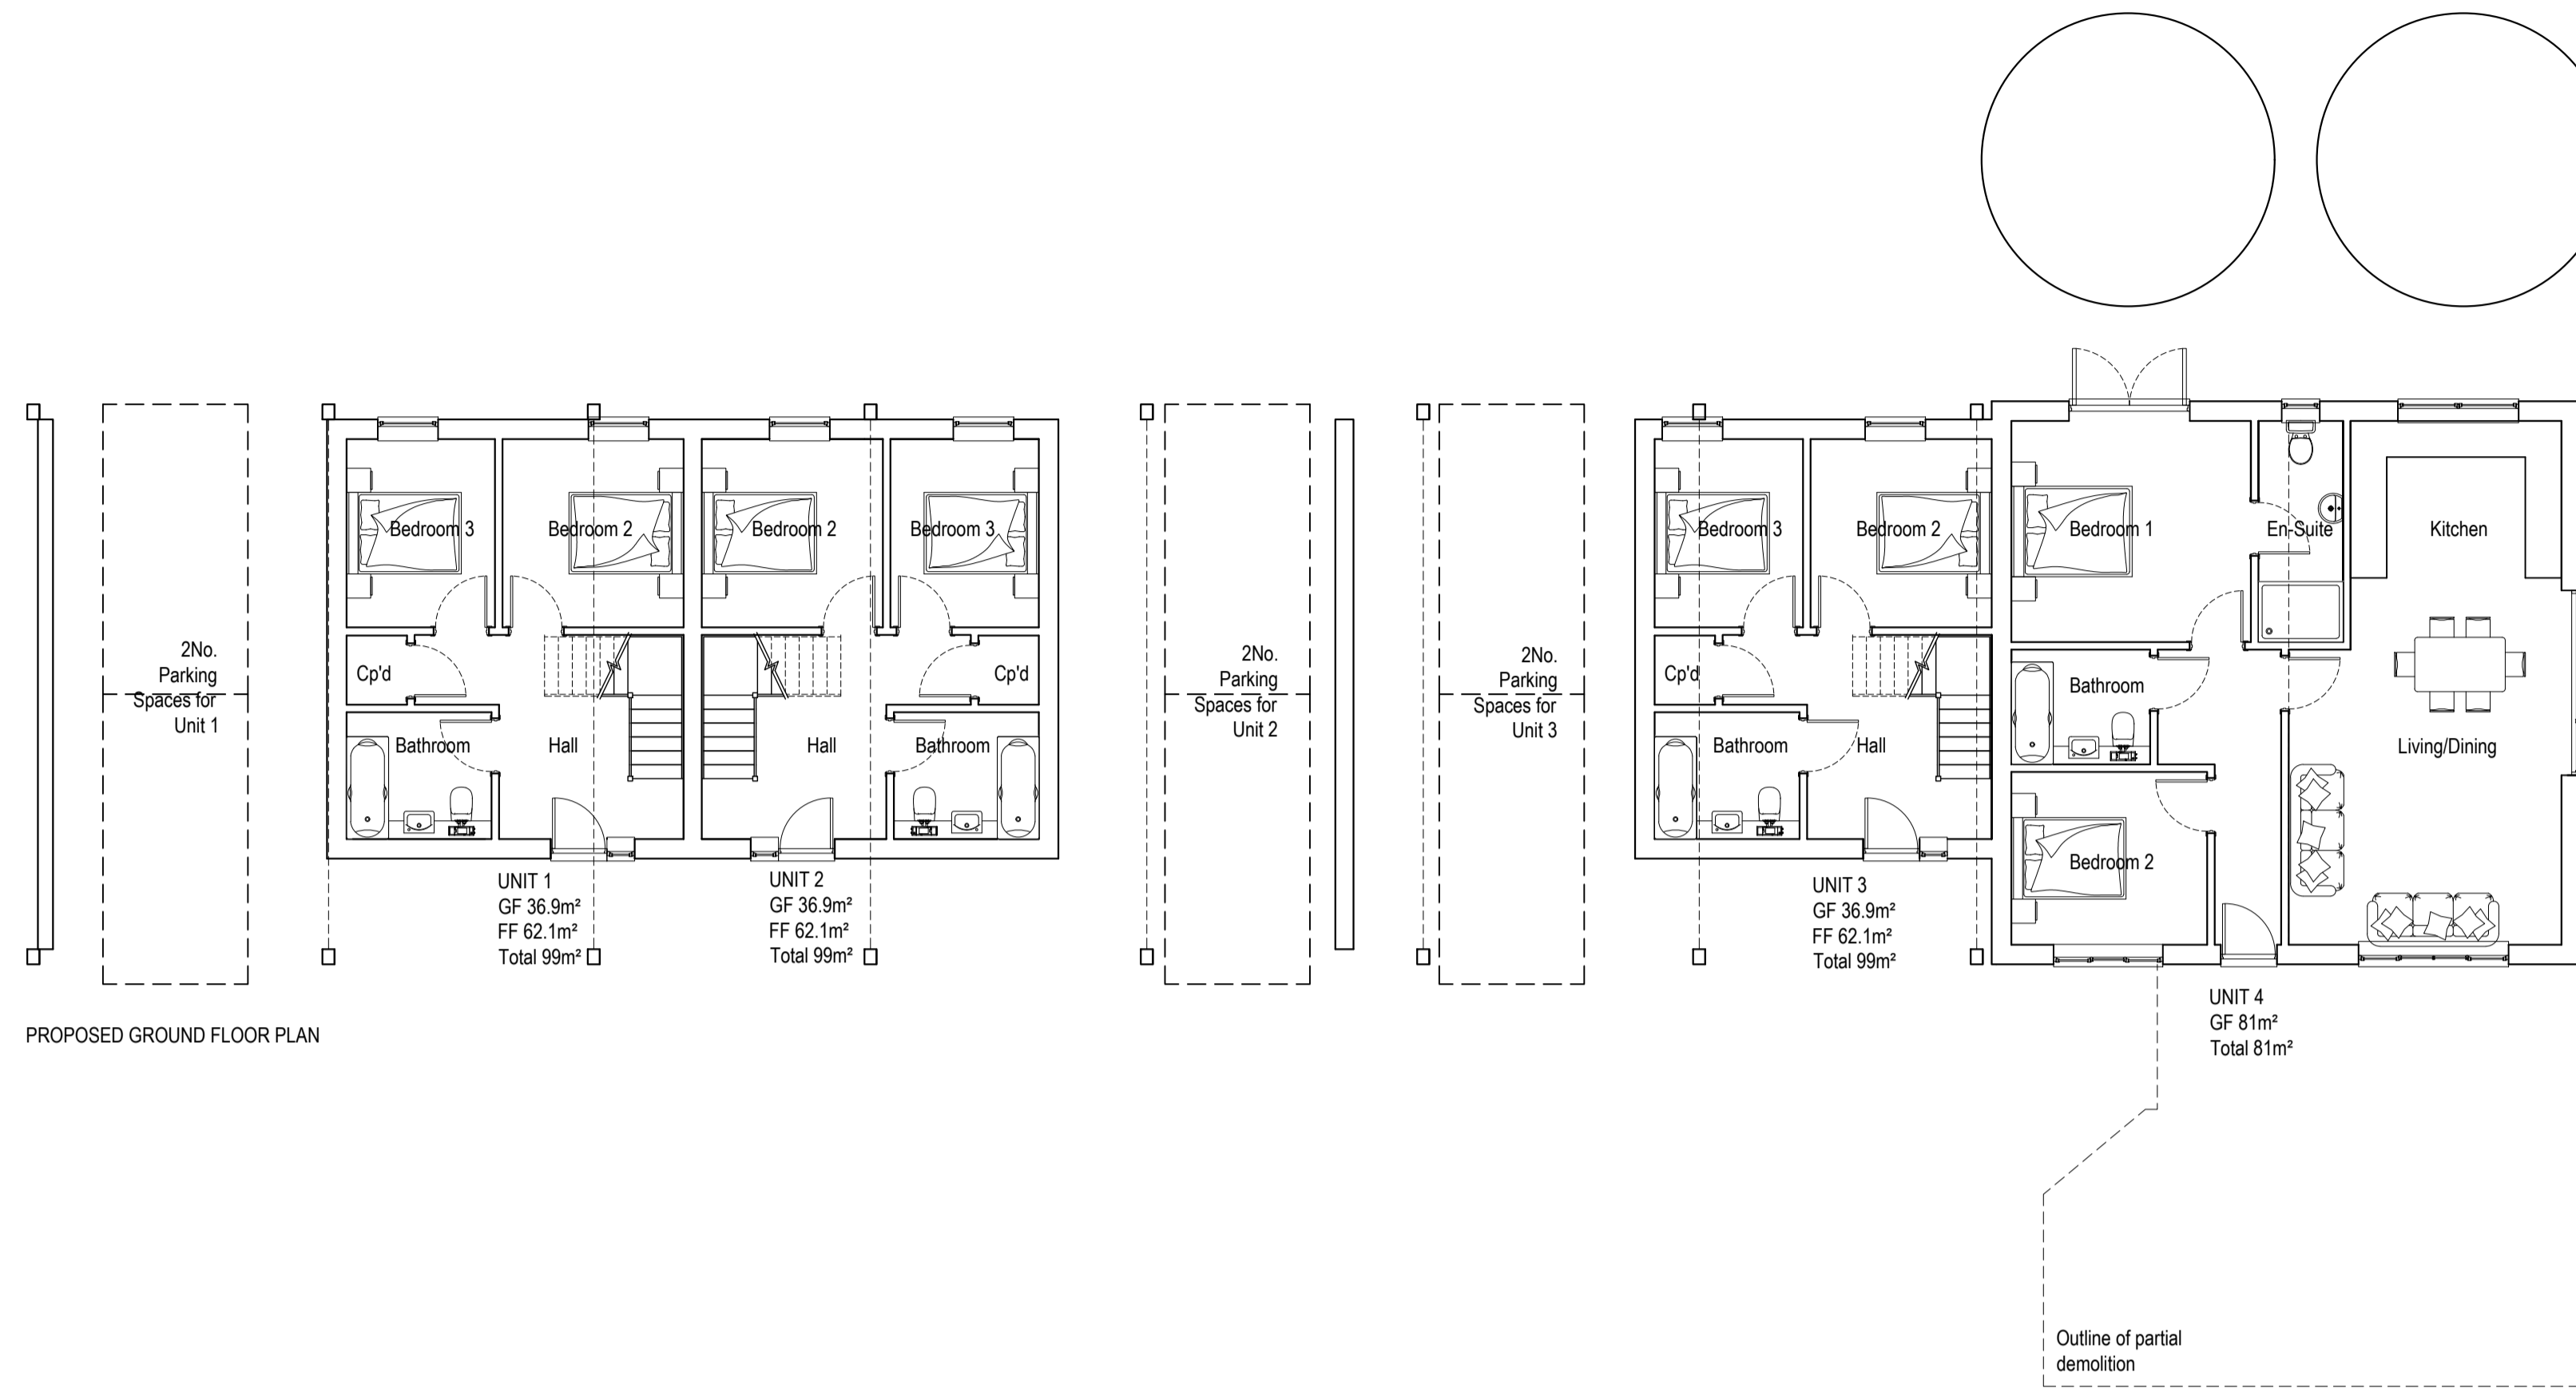 Bedroom 3
Bedroom 2
Bedroom 2
Bedroom 3
Bedroom 3
Bedroom 2
Bedroom 1
En-Suite
Kitchen
2No.
Parking
Spaces for
Unit 1
Cp'd
Cp'd
2No.
Parking
Spaces for
Unit 2
2No.
Parking
Spaces for
Unit 3
Cp'd
Bathroom
Bathroom
Hall
Hall
Bathroom
Bathroom
Hall
Living/Dining
Bedroom 2
UNIT 1
GF 36.9m²
FF 62.1m²
Total 99m²
UNIT 2
GF 36.9m²
FF 62.1m²
Total 99m²
UNIT 3
GF 36.9m²
FF 62.1m²
Total 99m²
UNIT 4
GF 81m²
Total 81m²
PROPOSED GROUND FLOOR PLAN
Outline of partial
demolition